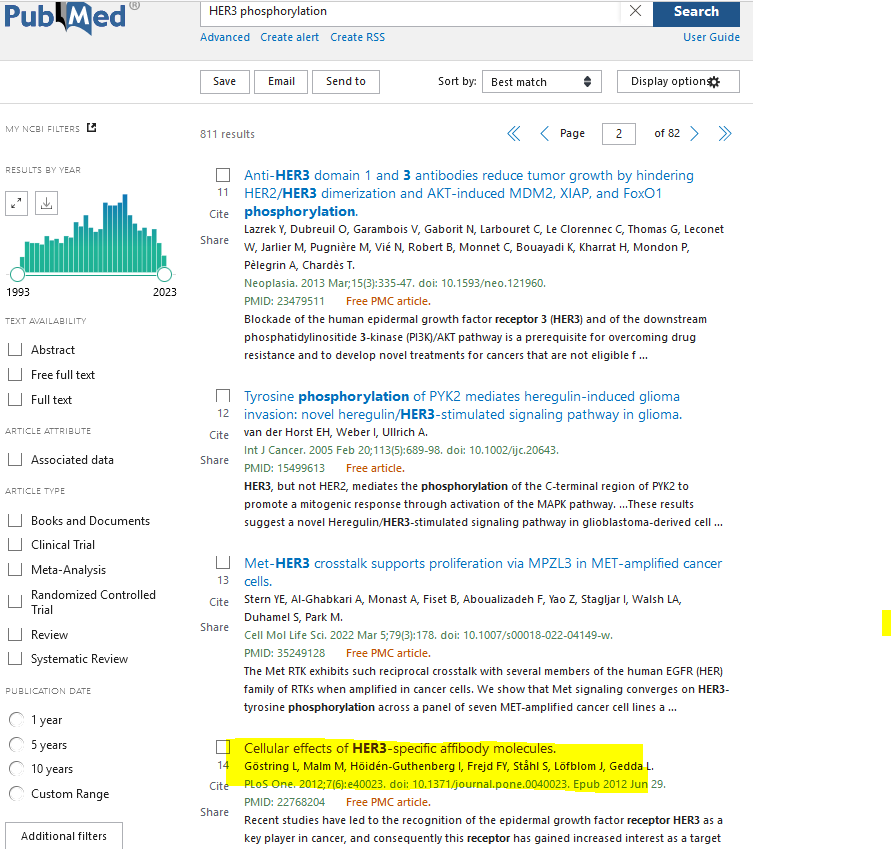 PubMed®
HER3 phosphorylation
Search
Advanced Create alert Create RSS User Guide
Save Email Send to Sort by: Best match Display options
MY NCBI FILTERS
811 results Page 2 of 82
RESULTS BY YEAR
1993 2023
TEXT AVAILABILITY
Abstract
Free full text
Full text
ARTICLE ATTRIBUTE
Associated data
ARTICLE TYPE
Books and Documents
Clinical Trial
Meta-Analysis
Randomized Controlled
Trial
Review
Systematic Review
PUBLICATION DATE
1 year
5 years
10 years
Custom Range
Additional filters
11
Cite
Share
Anti-HER3 domain 1 and 3 antibodies reduce tumor growth by hindering
HER2/HER3 dimerization and AKT-induced MDM2, XIAP, and FoxO1
phosphorylation.
Lazrek Y, Dubreuil O, Garambois V, Gaborit N, Larbouret C, Le Clorennec C, Thomas G, Leconet
W, Jarlier M, Pugnière M, Vié N, Robert B, Monnet C, Bouayadi K, Kharrat H, Mondon P,
Pèlegrin A, Chardès T.
Neoplasia. 2013 Mar;15(3):335-47. doi: 10.1593/neo.121960.
PMID: 23479511 Free PMC article.
Blockade of the human epidermal growth factor receptor 3 (HER3) and of the downstream
phosphatidylinositide 3-kinase (PI3K)/AKT pathway is a prerequisite for overcoming drug
resistance and to develop novel treatments for cancers that are not eligible f ...
12
Cite
Share
Tyrosine phosphorylation of PYK2 mediates heregulin-induced glioma
invasion: novel heregulin/HER3-stimulated signaling pathway in glioma.
van der Horst EH, Weber I, Ullrich A.
Int J Cancer. 2005 Feb 20;113(5):689-98. doi: 10.1002/ijc.20643.
PMID: 15499613 Free article.
HER3, but not HER2, mediates the phosphorylation of the C-terminal region of PYK2 to
promote a mitogenic response through activation of the MAPK pathway. ...These results
suggest a novel Heregulin/HER3-stimulated signaling pathway in glioblastoma-derived cell ...
13
Cite
Share
Met-HER3 crosstalk supports proliferation via MPZL3 in MET-amplified cancer
cells.
Stern YE, Al-Ghabkari A, Monast A, Fiset B, Aboualizadeh F, Yao Z, Stagljar I, Walsh LA,
Duhamel S, Park M.
Cell Mol Life Sci. 2022 Mar 5;79(3):178. doi: 10.1007/s00018-022-04149-w.
PMID: 35249128 Free PMC article.
The Met RTK exhibits such reciprocal crosstalk with several members of the human EGFR (HER)
family of RTKs when amplified in cancer cells. We show that Met signaling converges on HER3-
tyrosine phosphorylation across a panel of seven MET-amplified cancer cell lines a ...
14
Cite
Share
Cellular effects of HER3-specific affibody molecules.
Göstring L, Malm M, Höidén-Guthenberg I, Frejd FY, Ståhl S, Löfblom J, Gedda L.
PLoS One. 2012;7(6):e40023. doi: 10.1371/journal.pone.0040023. Epub 2012 Jun 29.
PMID: 22768204 Free PMC article.
Recent studies have led to the recognition of the epidermal growth factor receptor HER3 as a
key player in cancer, and consequently this receptor has gained increased interest as a target